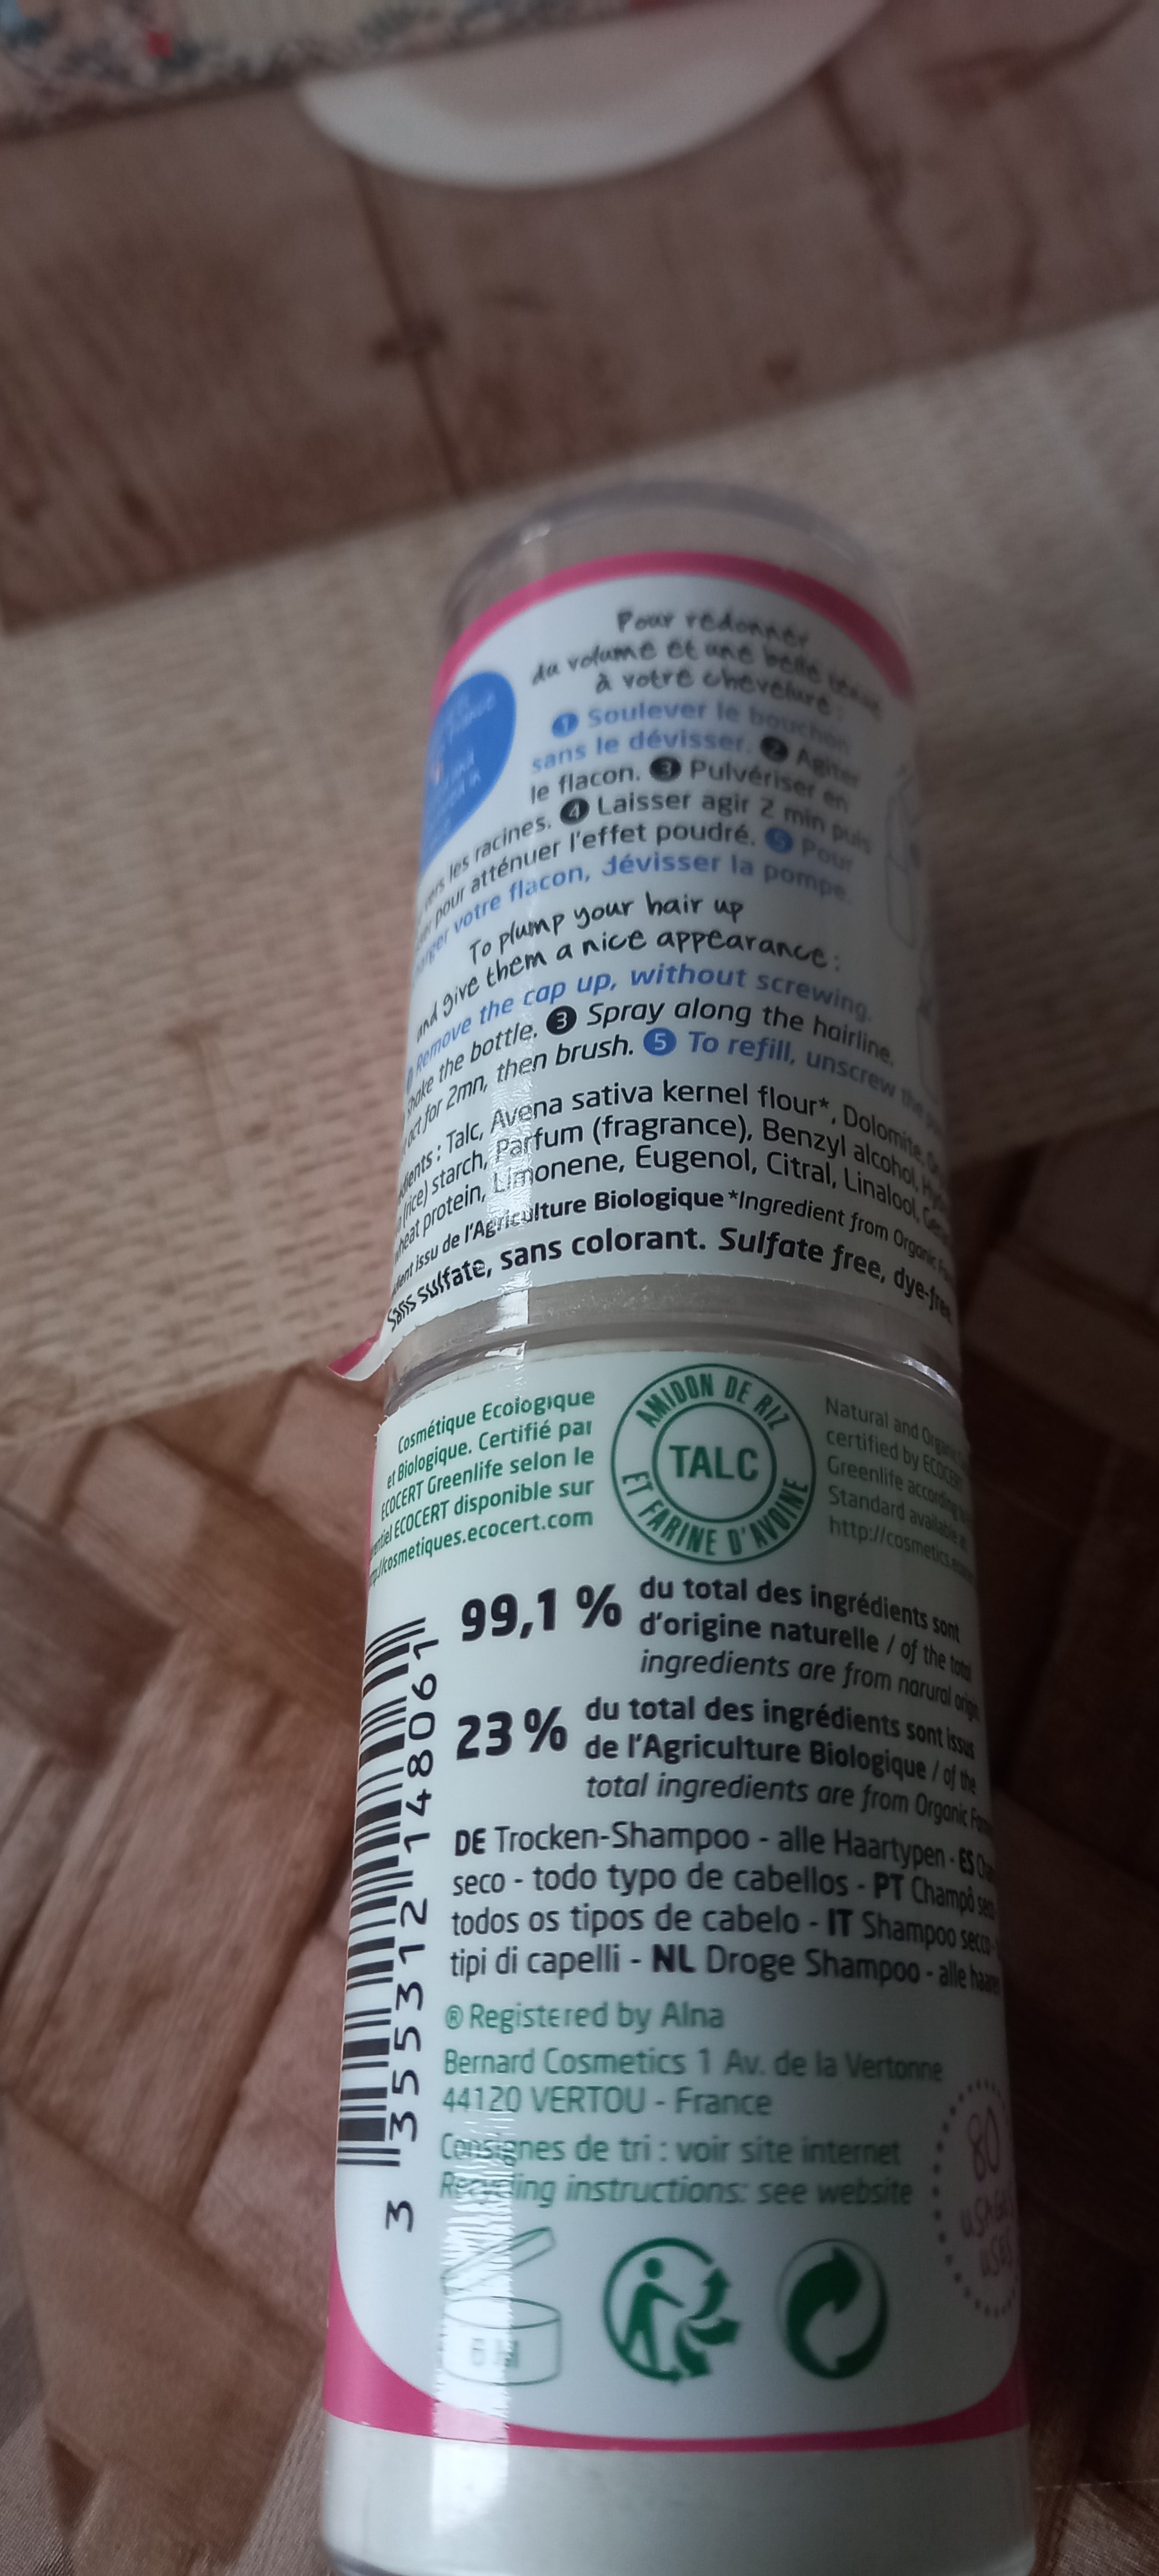 Pour redonner
du volume et une belle
à votre chevelure :
1 Soulever le bouchon
sans le dévisser. 2 Agiter
le flacon. 3 Pulvériser en
vers les racines. 4 Laisser agir 2 min puis
pour atténuer l'effet poudré. 5 Pour
votre flacon, dévisser la pompe.
To plump your hair up
and give them a nice appearance :
Remove the cap up, without screwing.
the bottle. 3 Spray along the hairline.
act for 2mn, then brush. 5 To refill, unscrew the
Talc, Avena sativa kernel flour*, Dolomite,
(rice) starch, Parfum (fragrance), Benzyl alcohol,
wheat protein, Limonene, Eugenol, Citral, Linalool,
issu de l'Agriculture Biologique *Ingredient from Organic
Sans sulfate, sans colorant. Sulfate free, dye-free
Cosmétique Ecologique
et Biologique. Certifié par
ECOCERT Greenlife selon le
ECOCERT disponible sur
cosmetiques.ecocert.com
AMIDON DE RIZ
TALC
ET FARINE D'AVOINE
Natural and Organic
certified by ECOCERT
Greenlife according
Standard available at
http://cosmetics
99,1 % du total des ingrédients sont
d'origine naturelle / of the total
ingredients are from narural origin
23 % du total des ingrédients sont issus
de l'Agriculture Biologique / of the
total ingredients are from Organic
DE Trocken-Shampoo - alle Haartypen - ES
seco - todo typo de cabellos - PT Champô
todos os tipos de cabelo - IT Shampoo secco
tipi di capelli - NL Droge Shampoo - alle
® Registered by Alna
Bernard Cosmetics 1 Av. de la Vertonne
44120 VERTOU - France
Consignes de tri : voir site internet
Recycling instructions: see website
80
6 M
3 355312 148061